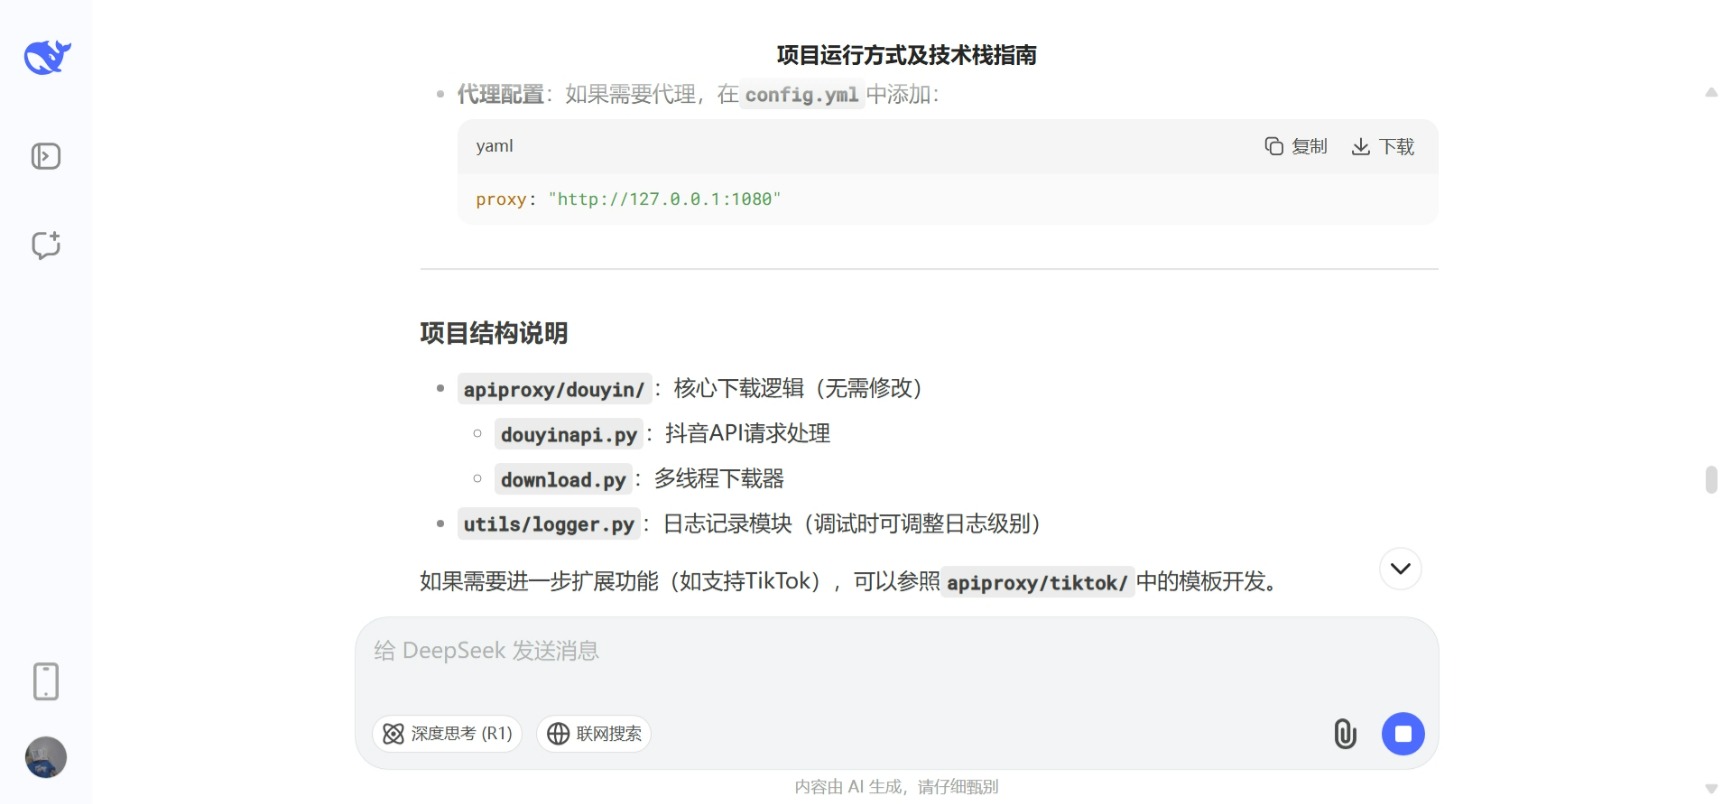 项目运行方式及技术栈指南
代理配置：如果需要代理，在 config.yml 中添加：
yaml 复制 下载
proxy: "http://127.0.0.1:1080"
项目结构说明
apiproxy/douyin/ ：核心下载逻辑（无需修改）
douyinapi.py ：抖音API请求处理
download.py ：多线程下载器
utils/logger.py ：日志记录模块（调试时可调整日志级别）
如果需要进一步扩展功能（如支持TikTok），可以参照 apiproxy/tiktok/ 中的模板开发。
给 DeepSeek 发送消息
深度思考 (R1) 联网搜索
内容由 AI 生成，请仔细甄别